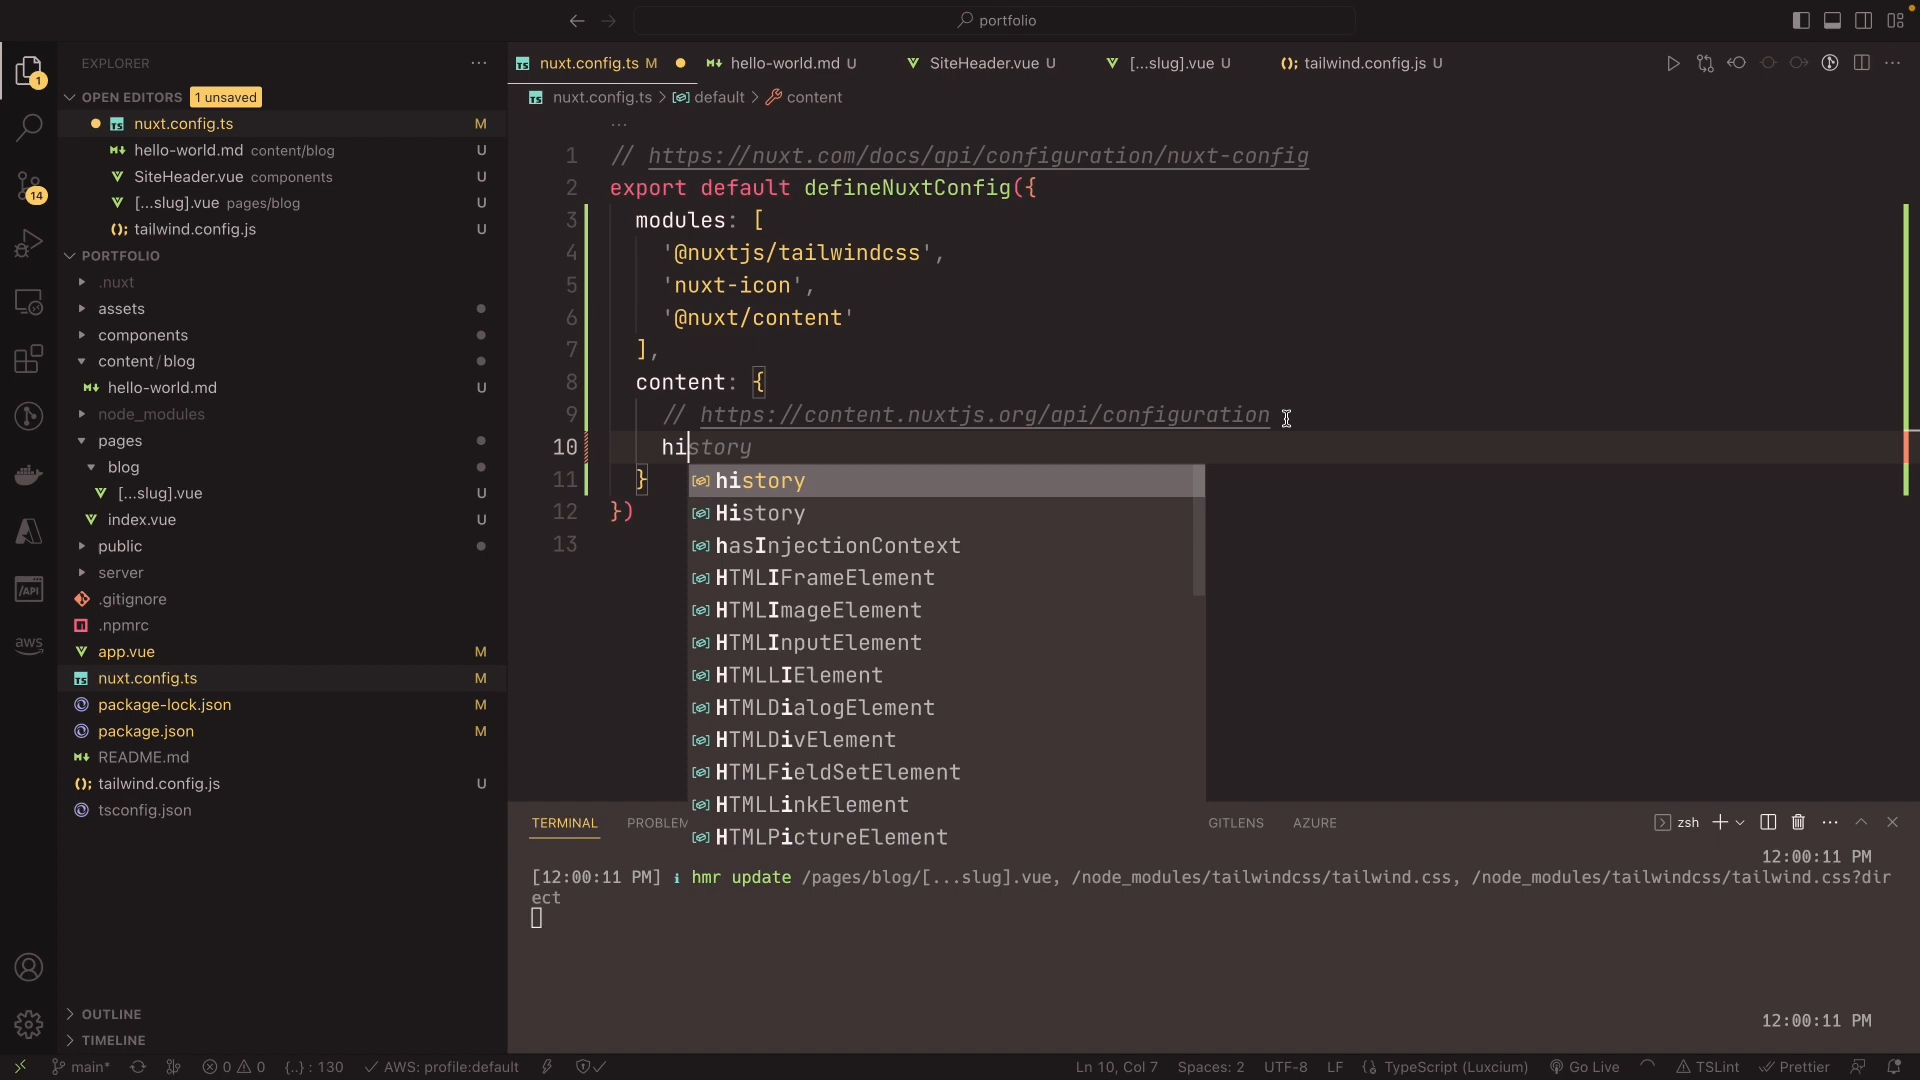 portfolio
EXPLORER
OPEN EDITORS 1 unsaved
nuxt.config.ts M
hello-world.md content/blog U
SiteHeader.vue components U
[...slug].vue pages/blog U
tailwind.config.js U
PORTFOLIO
.nuxt
assets
components
content / blog
hello-world.md U
node_modules
pages
blog
[...slug].vue U
index.vue U
public
server
.gitignore
.npmrc
app.vue M
nuxt.config.ts M
package-lock.json M
package.json M
README.md
tailwind.config.js U
tsconfig.json
OUTLINE
TIMELINE
1
14
/API
aws
nuxt.config.ts M hello-world.md U SiteHeader.vue U [...slug].vue U tailwind.config.js U
nuxt.config.ts > default > content
...
1 // https://nuxt.com/docs/api/configuration/nuxt-config
2 export default defineNuxtConfig({
3 modules: [
4 '@nuxtjs/tailwindcss',
5 'nuxt-icon',
6 '@nuxt/content'
7 ],
8 content: {
9 // https://content.nuxtjs.org/api/configuration
10 history
11 }
12 })
13
history
History
hasInjectionContext
HTMLIFrameElement
HTMLImageElement
HTMLInputElement
HTMLLIElement
HTMLDialogElement
HTMLDivElement
HTMLFieldSetElement
HTMLLinkElement
HTMLPictureElement
TERMINAL PROBLEM GITLENS AZURE zsh
12:00:11 PM
[12:00:11 PM] ℹ hmr update /pages/blog/[...slug].vue, /node_modules/tailwindcss/tailwind.css, /node_modules/tailwindcss/tailwind.css?dir
ect
12:00:11 PM
main* 0 0 {..} : 130 AWS: profile:default Ln 10, Col 7 Spaces: 2 UTF-8 LF TypeScript (Luxcium) Go Live TSLint Prettier